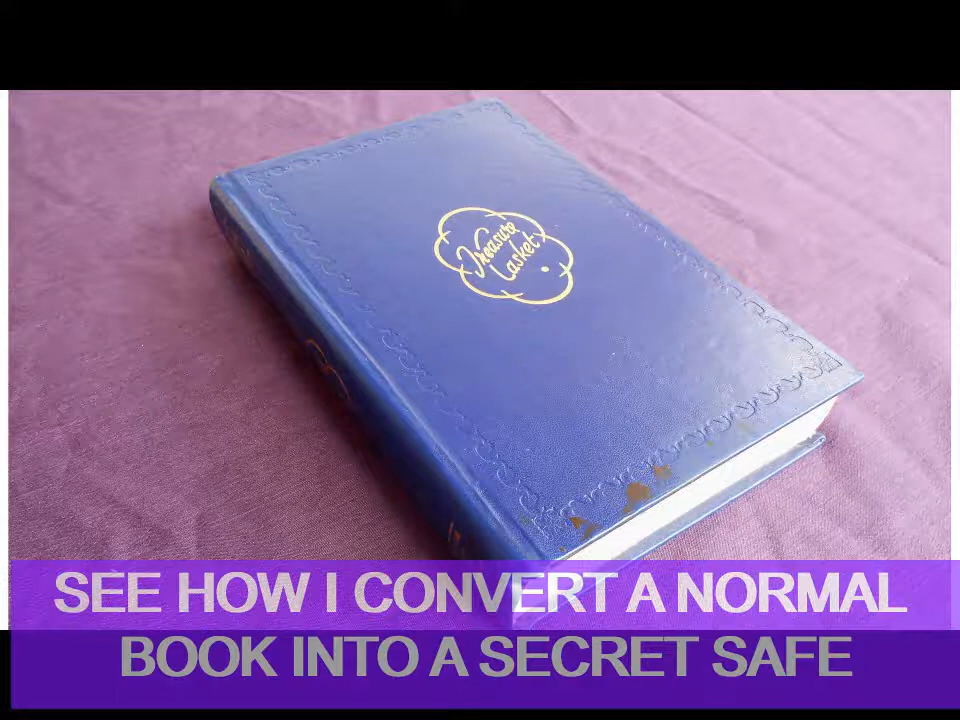 Treasure
Casket
SEE HOW I CONVERT A NORMAL
BOOK INTO A SECRET SAFE